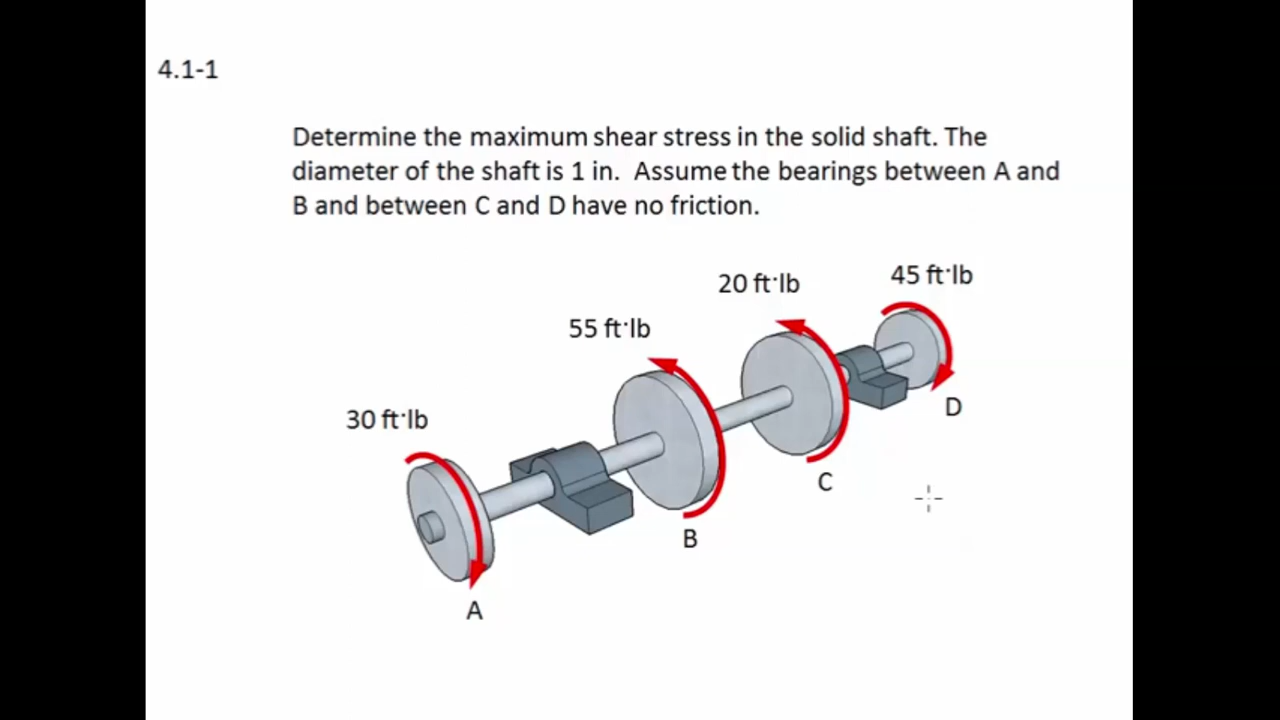 4.1-1
Determine the maximum shear stress in the solid shaft. The
diameter of the shaft is 1 in. Assume the bearings between A and
B and between C and D have no friction.
45 ft·lb
20 ft·lb
55 ft·lb
30 ft·lb
D
C
B
A